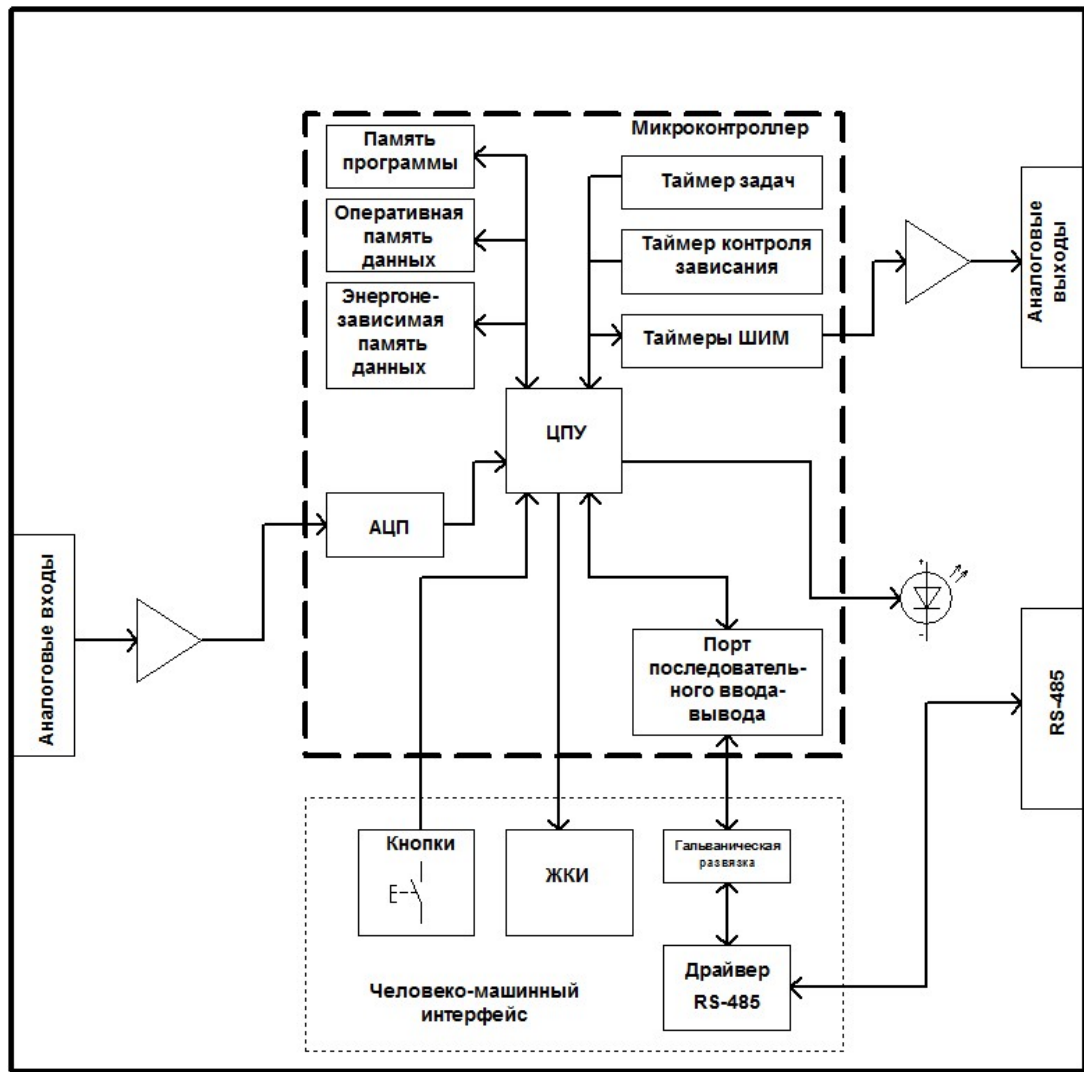 Микроконтроллер
Память
программы
Таймер задач
Оперативная
память
данных
Таймер контроля
зависания
Энергоне-
зависимая
память
данных
Таймеры ШИМ
Аналоговые
выходы
ЦПУ
АЦП
Аналоговые входы
+
-
Порт
последователь-
ного ввода-
вывода
RS-485
Кнопки
ЖКИ
Гальваническая
развязка
Драйвер
RS-485
Человеко-машинный
интерфейс